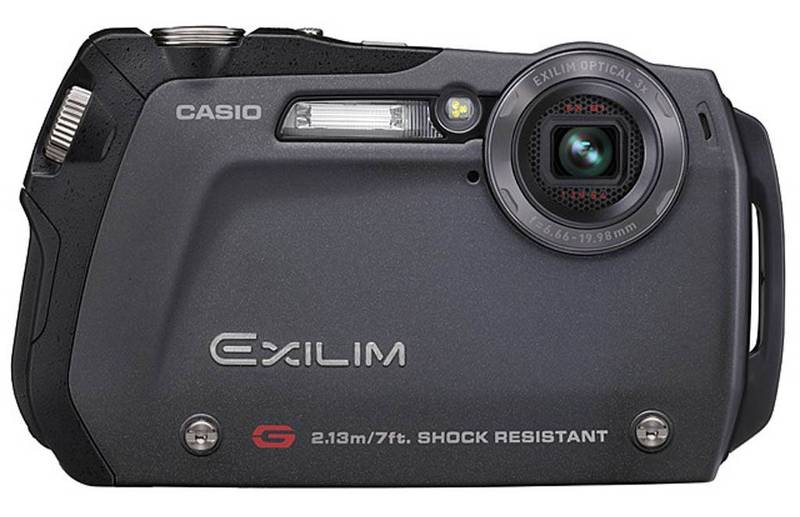 EXILIM OPTICAL 3x
CASIO
f=6.66-19.98mm
EXILIM
G 2.13m/7ft. SHOCK RESISTANT